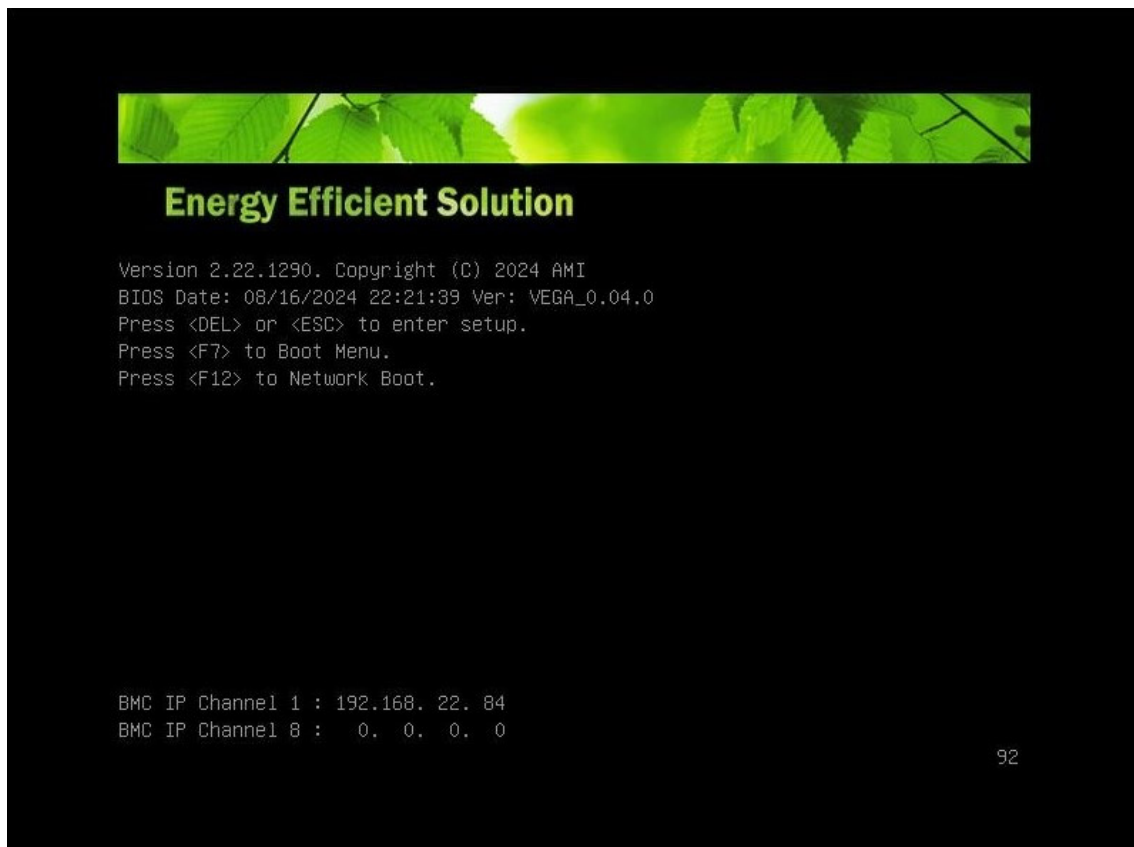 Energy Efficient Solution
Version 2.22.1290. Copyright (C) 2024 AMI
BIOS Date: 08/16/2024 22:21:39 Ver: VEGA_0.04.0
Press <DEL> or <ESC> to enter setup.
Press <F7> to Boot Menu.
Press <F12> to Network Boot.
BMC IP Channel 1 : 192.168. 22. 84
BMC IP Channel 8 :   0.  0.  0.  0
92